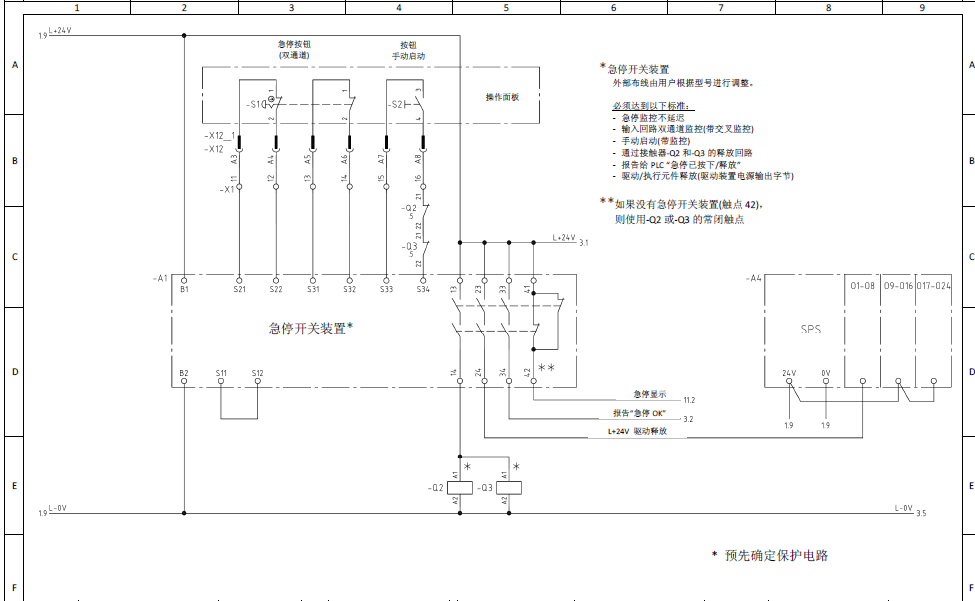 1 2 3 4 5 6 7 8 9
A A
B B
C C
D D
E E
F F
1.9 L+24V
急停按钮
(双通道)
按钮
手动启动
操作面板
-S1
1
2
1
2
-S2
3
4
-X12_1
-X12
A3 A4 A5 A6 A7 A8
-X1
11 12 13 14 15 16
-Q2
.5
21
22
-Q3
.5
21
22
*急停开关装置
外部布线由用户根据型号进行调整。
必须达到以下标准:
- 急停监控不延迟
- 输入回路双通道监控(带交叉监控)
- 手动启动(带监控)
- 通过接触器-Q2 和-Q3 的释放回路
- 报告给 PLC "急停已按下/释放"
- 驱动/执行元件释放(驱动装置电源输出字节)
**如果没有急停开关装置(触点 42),
则使用-Q2 或-Q3 的常闭触点
L+24V 3.1
-A1
B1 S21 S22 S31 S32 S33 S34 13 23 33 41
急停开关装置*
B2 S11 S12 14 24 34 42
**
-A4
01-08 09-016 017-024
SPS
24V 0V
1.9 1.9
急停显示 11.2
报告"急停 OK" 3.2
L+24V 驱动释放
-Q2 A1 A2 *
-Q3 A1 A2 *
1.9 L-0V
L-0V 3.5
* 预先确定保护电路